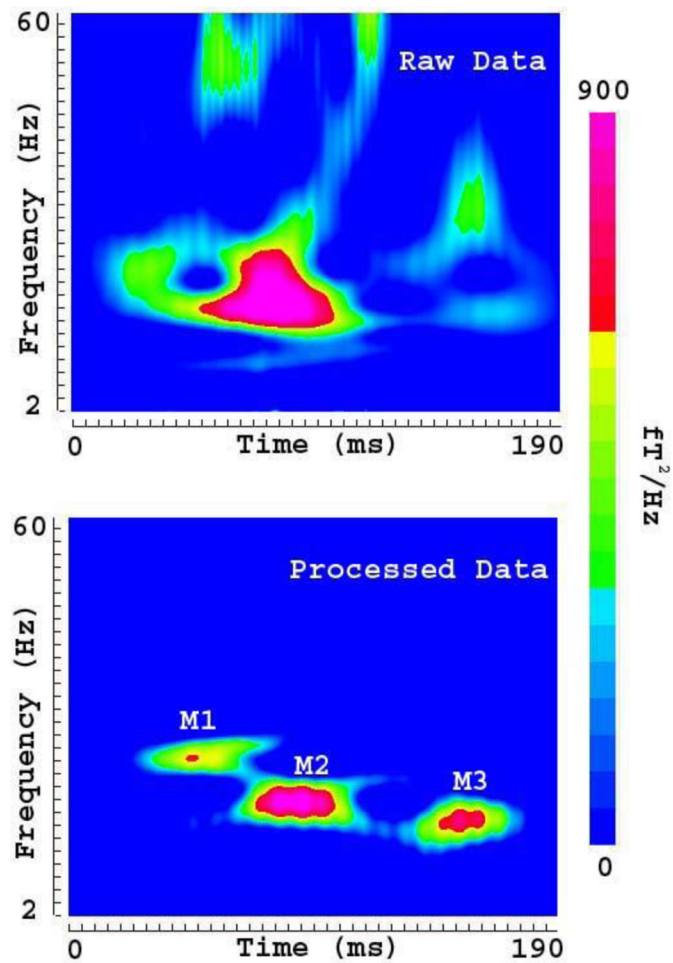 60
Raw Data
Frequency (Hz)
2
0
Time (ms)
190
900
fT²/Hz
0
60
Processed Data
Frequency (Hz)
M1
M2
M3
2
0
Time (ms)
190